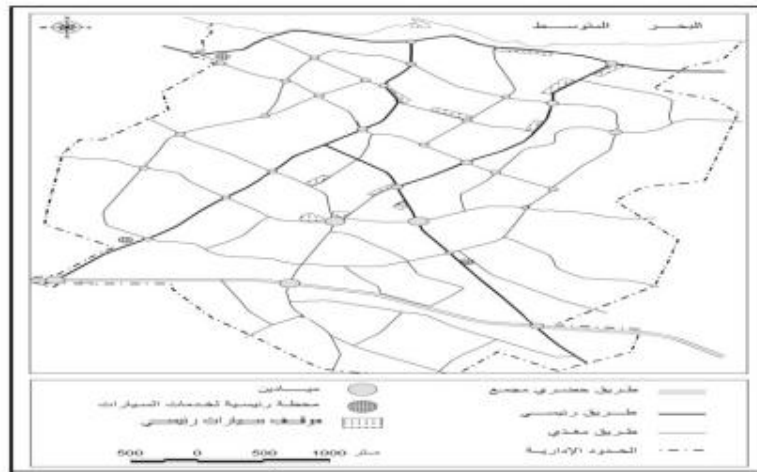 البحر المتوسط
طريق حضري مجمع
طريق رئيسي
طريق مغذي
الحدود الإدارية
ميادين
محطة رئيسية لخدمات السيارات
موقف سيارات رئيسي
500 0 500 1000 متر